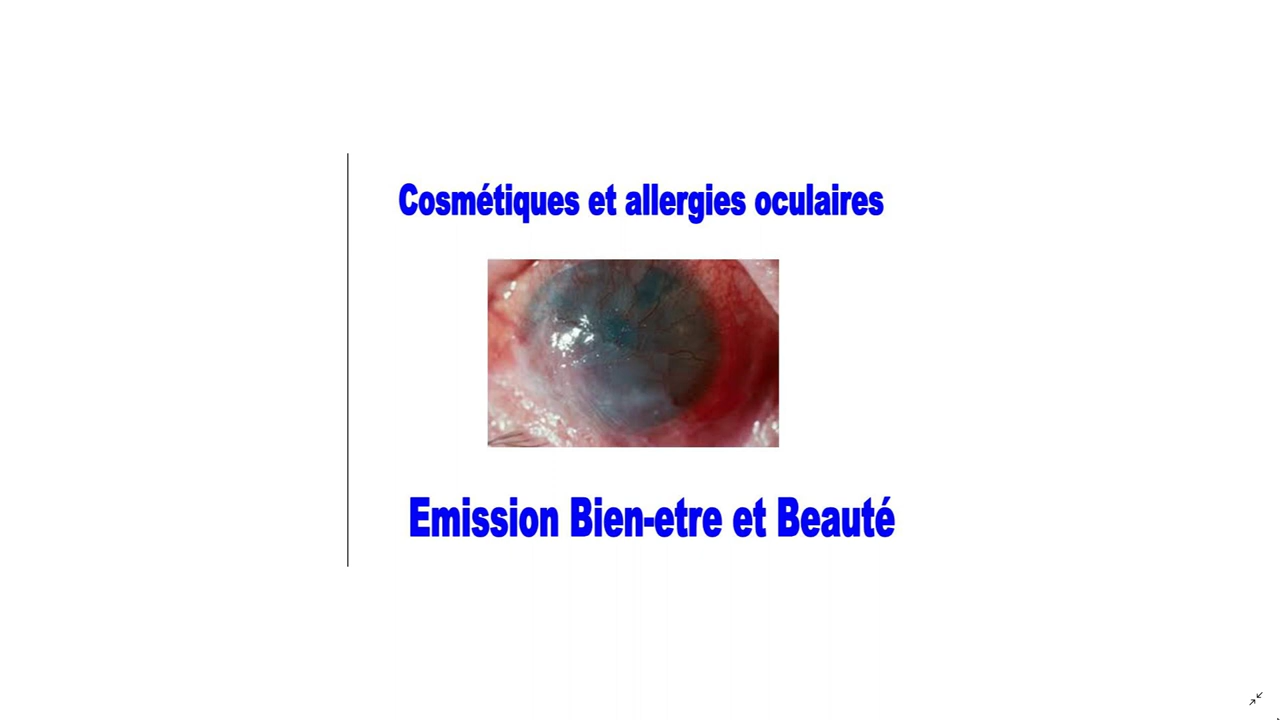 Cosmétiques et allergies oculaires
Emission Bien-etre et Beauté